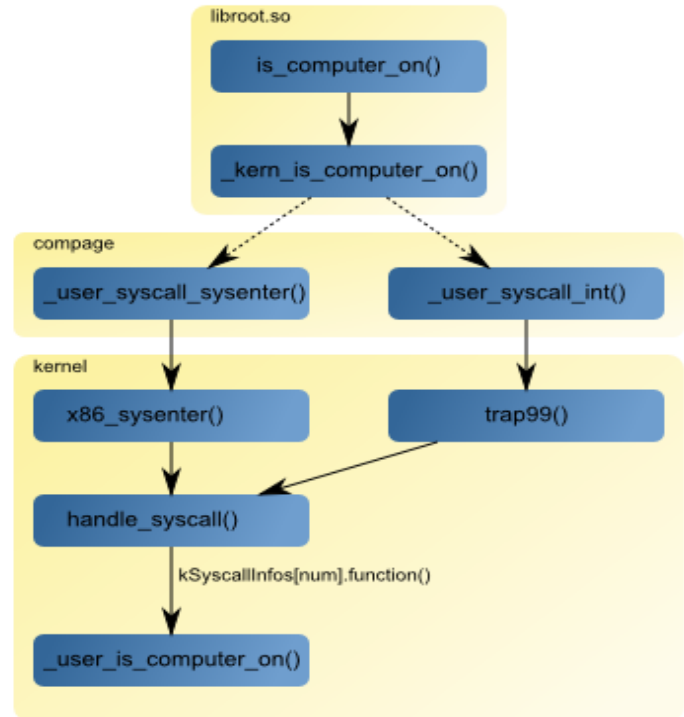 libroot.so
is_computer_on()
_kern_is_computer_on()
compage
_user_syscall_sysenter()
_user_syscall_int()
kernel
x86_sysenter()
trap99()
handle_syscall()
kSyscallInfos[num].function()
_user_is_computer_on()